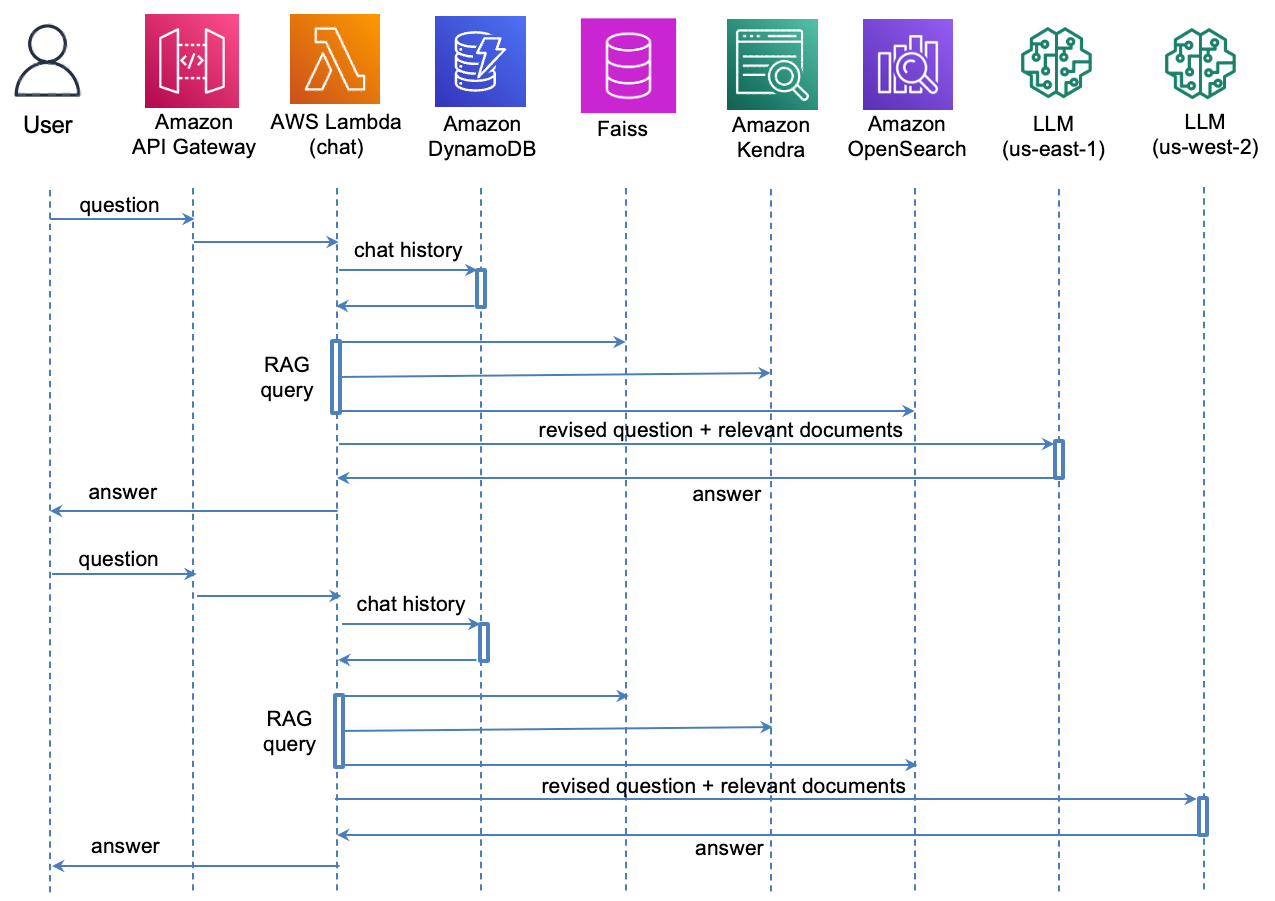 User
Amazon
API Gateway
AWS Lambda
(chat)
Amazon
DynamoDB
Faiss
Amazon
Kendra
Amazon
OpenSearch
LLM
(us-east-1)
LLM
(us-west-2)
</>
question
chat history
RAG
query
revised question + relevant documents
answer
answer
question
chat history
RAG
query
revised question + relevant documents
answer
answer